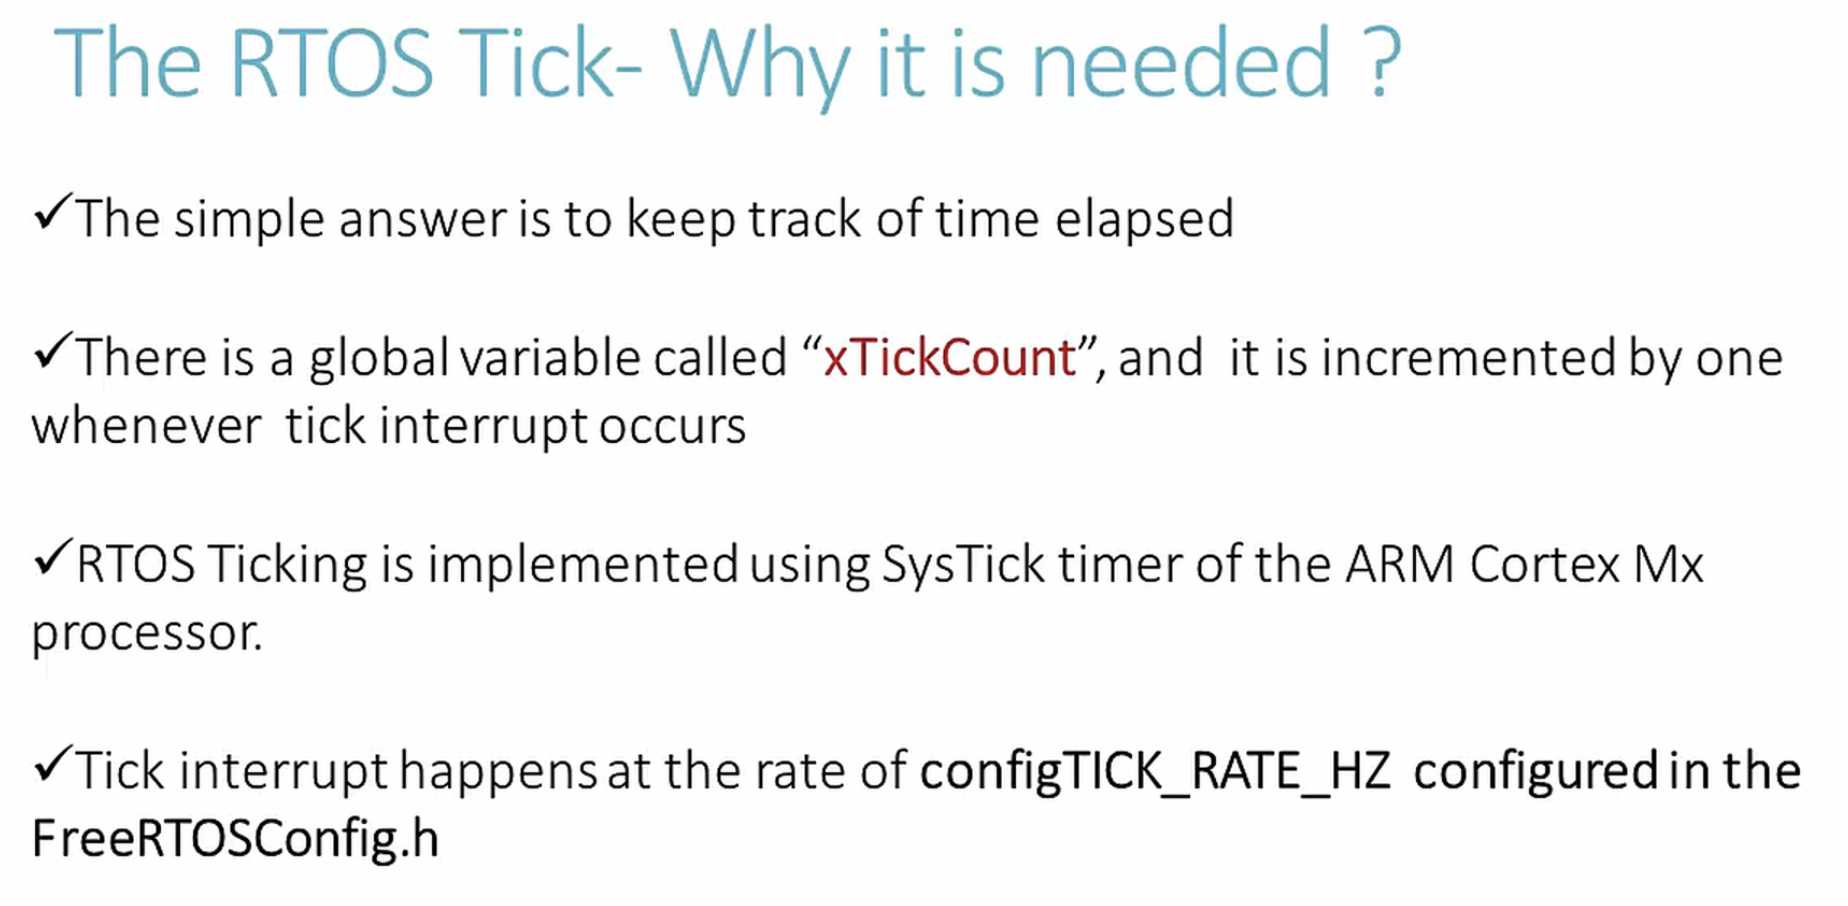 The RTOS Tick- Why it is needed ?
✓The simple answer is to keep track of time elapsed
✓There is a global variable called “xTickCount”, and it is incremented by one
whenever tick interrupt occurs
✓RTOS Ticking is implemented using SysTick timer of the ARM Cortex Mx
processor.
✓Tick interrupt happens at the rate of configTICK_RATE_HZ configured in the
FreeRTOSConfig.h